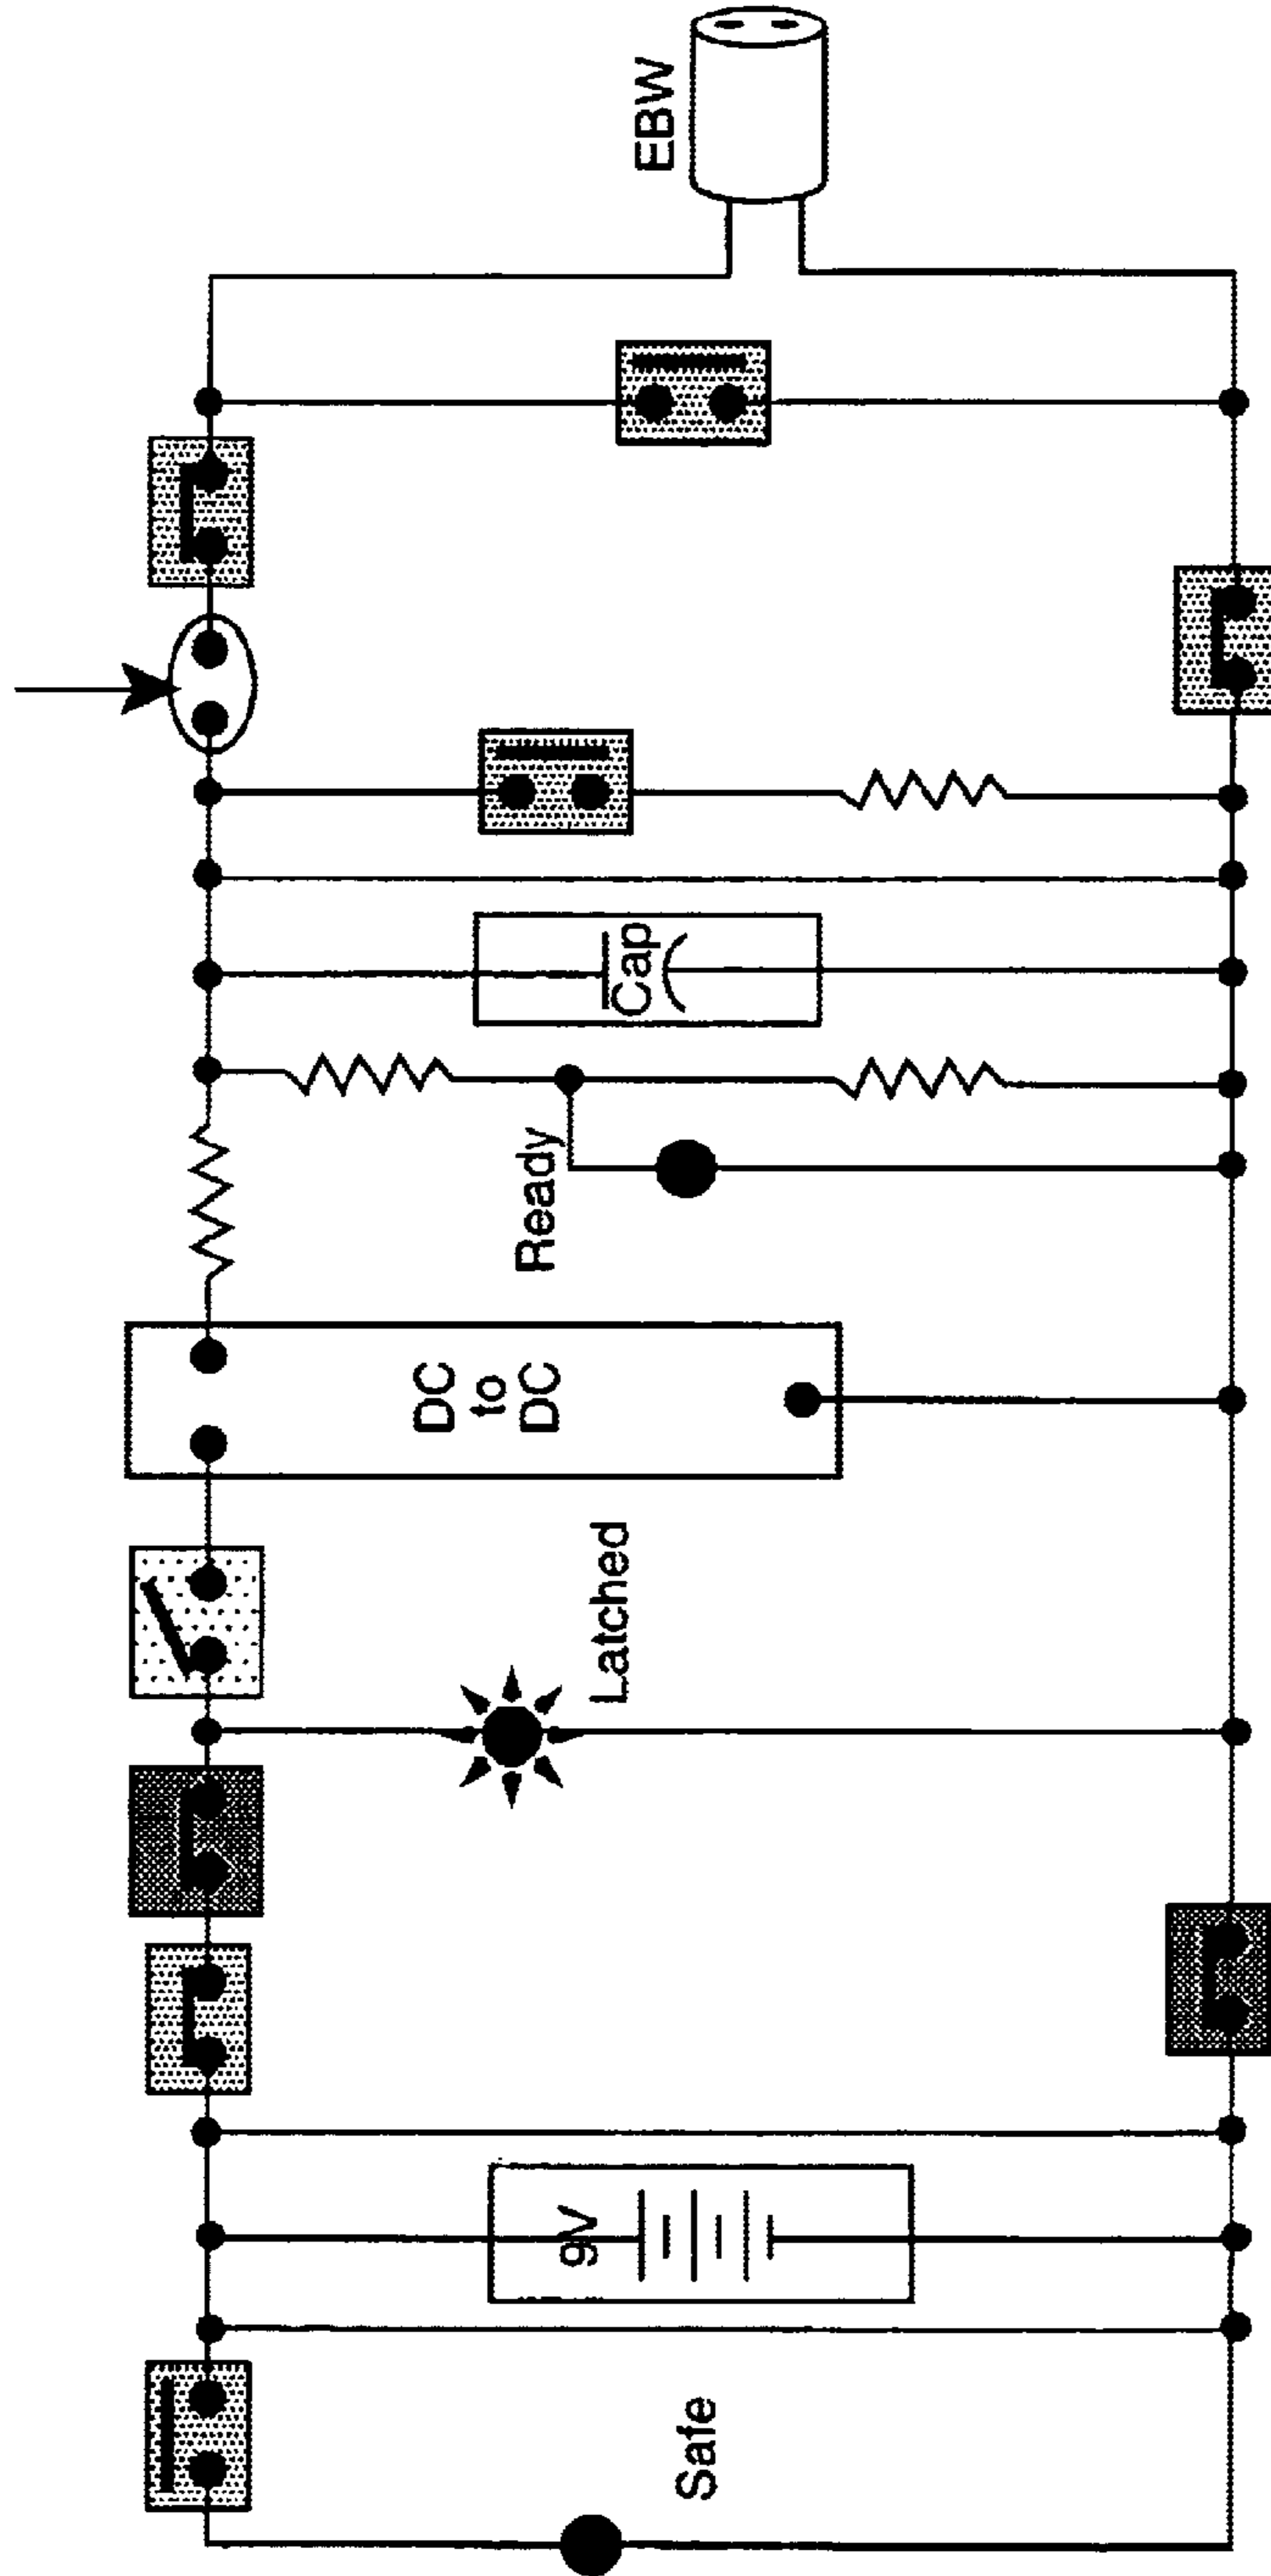 Safe
9V
Latched
DC
to
DC
Ready
Cap
EBW